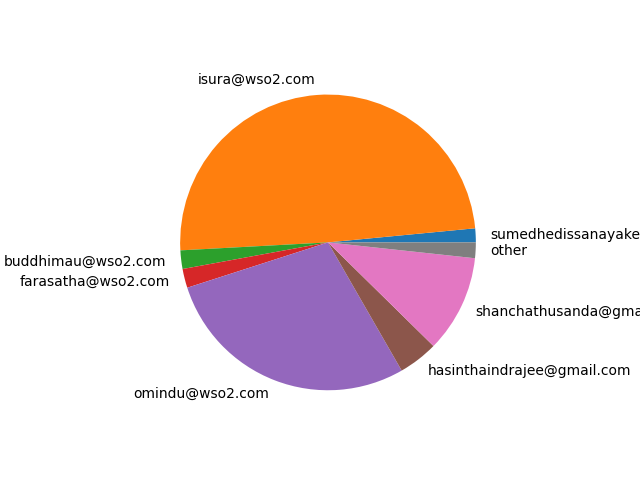 isura@wso2.com
sumedhedissanayake
other
buddhimau@wso2.com
farasatha@wso2.com
shanchathusanda@gma
hasinthaindrajee@gmail.com
omindu@wso2.com